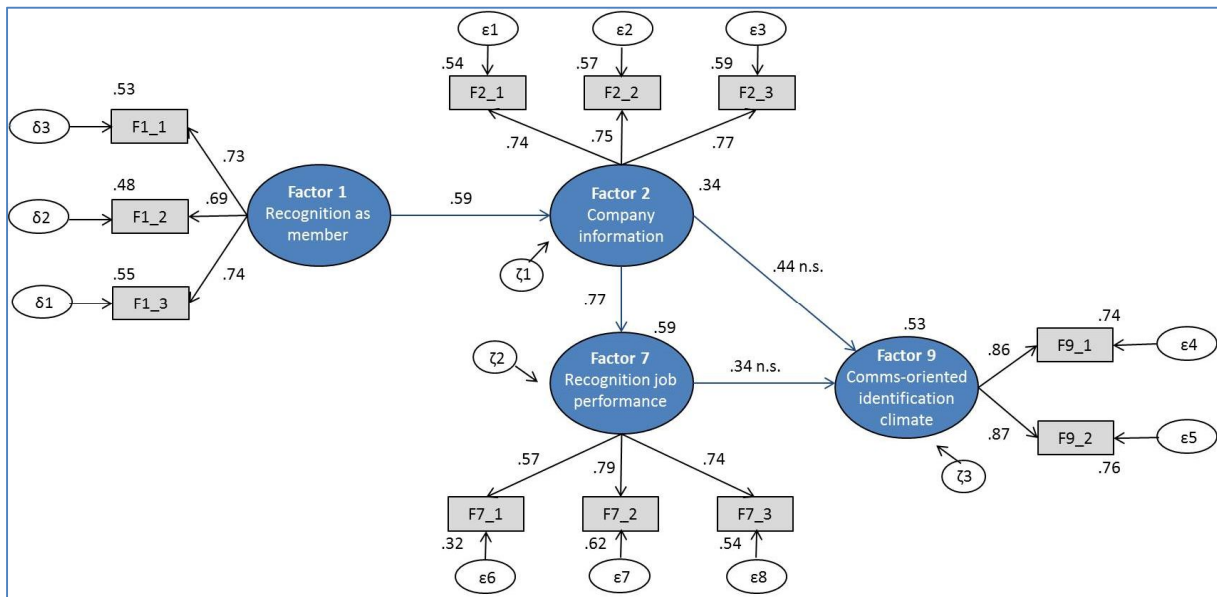 ε1
ε2
ε3
.54
.57
.59
F2_1
F2_2
F2_3
.74
.75
.77
.53
δ3
F1_1
.73
.48
δ2
F1_2
.69
.55
δ1
F1_3
.74
Factor 1
Recognition as
member
.59
Factor 2
Company
information
.34
ζ1
.77
.44 n.s.
ζ2
.59
Factor 7
Recognition job
performance
.34 n.s.
.53
Factor 9
Comms-oriented
identification
climate
ζ3
.86
.74
F9_1
ε4
.87
F9_2
ε5
.76
.57
.79
.74
F7_1
F7_2
F7_3
.32
.62
.54
ε6
ε7
ε8